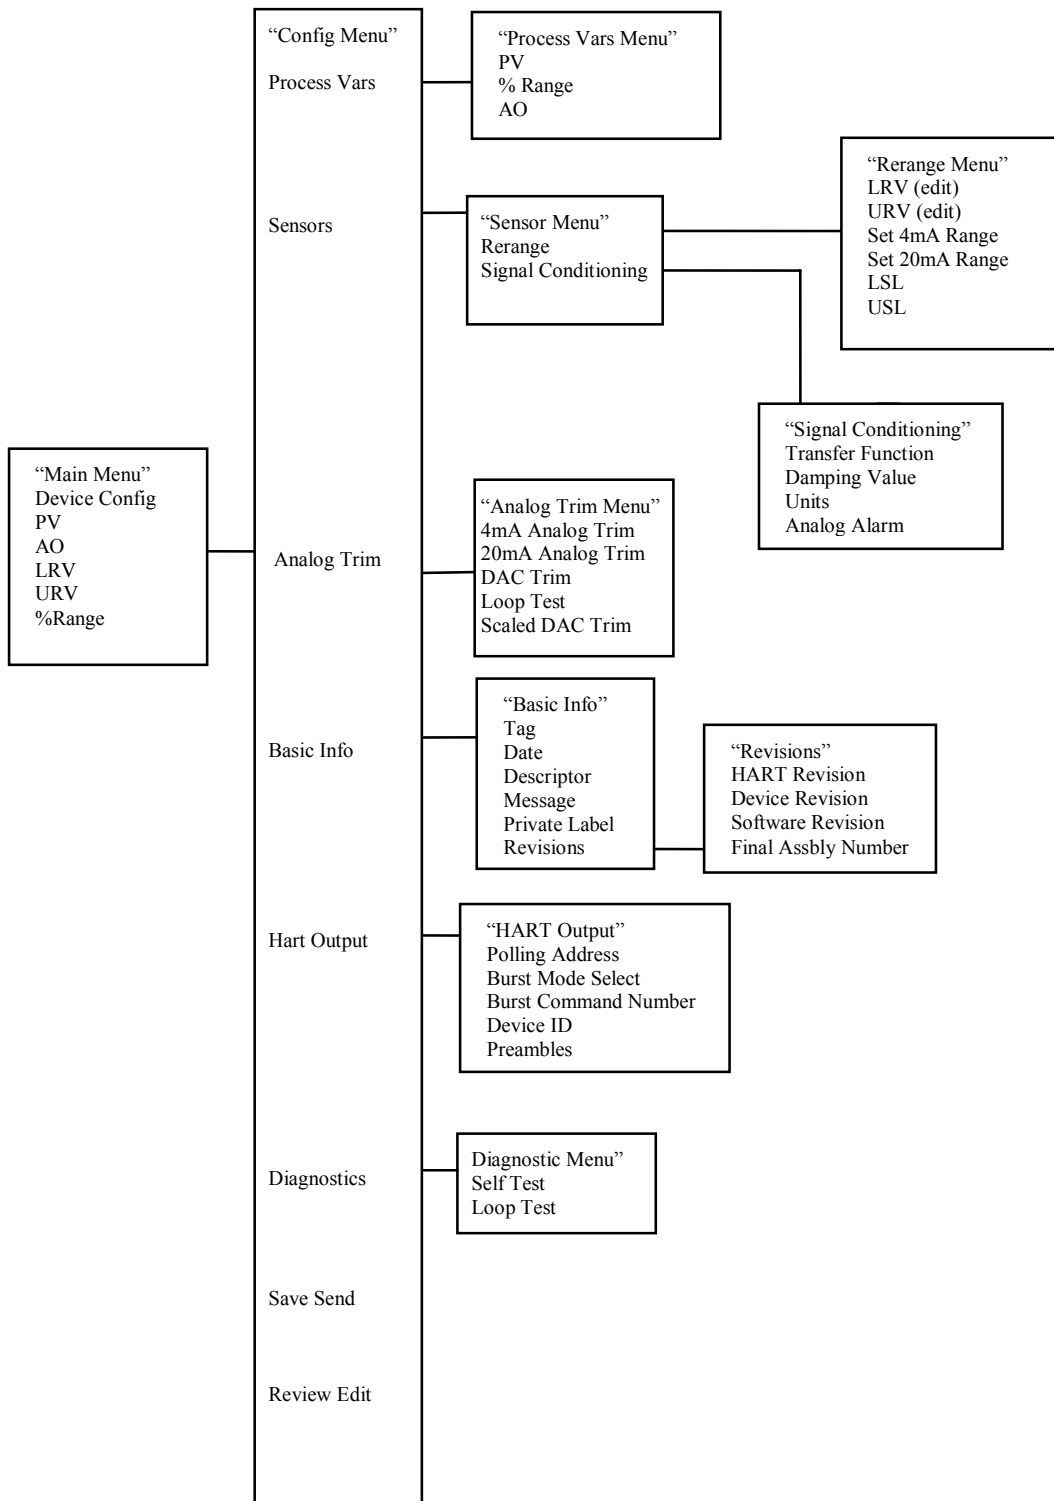 “Main Menu”
Device Config
PV
AO
LRV
URV
%Range
“Config Menu”
Process Vars
Sensors
Analog Trim
Basic Info
Hart Output
Diagnostics
Save Send
Review Edit
“Process Vars Menu”
PV
% Range
AO
“Sensor Menu”
Rerange
Signal Conditioning
“Rerange Menu”
LRV (edit)
URV (edit)
Set 4mA Range
Set 20mA Range
LSL
USL
“Signal Conditioning”
Transfer Function
Damping Value
Units
Analog Alarm
“Analog Trim Menu”
4mA Analog Trim
20mA Analog Trim
DAC Trim
Loop Test
Scaled DAC Trim
“Basic Info”
Tag
Date
Descriptor
Message
Private Label
Revisions
“Revisions”
HART Revision
Device Revision
Software Revision
Final Assbly Number
“HART Output”
Polling Address
Burst Mode Select
Burst Command Number
Device ID
Preambles
Diagnostic Menu”
Self Test
Loop Test